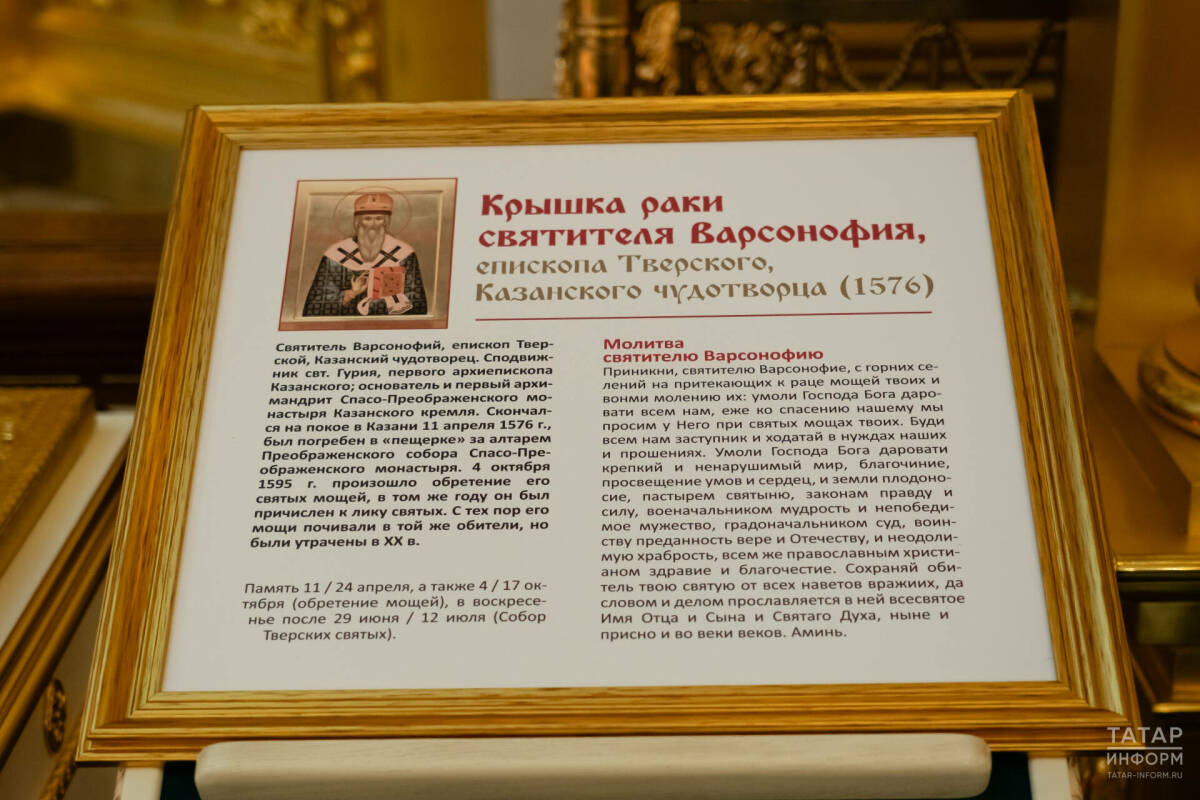 Крышка раки
святителя Варсонофия,
епископа Тверского,
Казанского чудотворца (1576)
Святитель Варсонофий, епископ Твер-
ской, Казанский чудотворец. Сподвиж-
ник свт. Гурия, первого архиепископа
Казанского; основатель и первый архи-
мандрит Спасо-Преображенского мо-
настыря Казанского кремля. Скончал-
ся на покое в Казани 11 апреля 1576 г.,
был погребен в «пещерке» за алтарем
Преображенского собора Спасо-Пре-
ображенского монастыря. 4 октября
1595 г. произошло обретение его
святых мощей, в том же году он был
причислен к лику святых. С тех пор его
мощи почивали в той же обители, но
были утрачены в XX в.
Память 11 / 24 апреля, а также 4 / 17 ок-
тября (обретение мощей), в воскресе-
нье после 29 июня / 12 июля (Собор
Тверских святых).
Молитва
святителю Варсонофию
Приникни, святителю Варсонофие, с горних се-
лений на притекающих к раце мощей твоих и
вонми молению их: умоли Господа Бога даро-
вати всем нам, еже ко спасению нашему мы
просим у Него при святых мощах твоих. Буди
всем нам заступник и ходатай в нуждах наших
и прошениях. Умоли Господа Бога даровати
крепкий и ненарушимый мир, благочиние,
просвещение умов и сердец, и земли плодоно-
сие, пастырем святыню, законам правду и
силу, военачальником мудрость и непобеди-
мое мужество, градоначальником суд, воин-
ству преданность вере и Отечеству, и неодоли-
мую храбрость, всем же православным христи-
аном здравие и благочестие. Сохраняй оби-
тель твою святую от всех наветов вражиих, да
словом и делом прославляется в ней всесвятое
Имя Отца и Сына и Святаго Духа, ныне и
присно и во веки веков. Аминь.
ТАТАР
ИНФОРМ
TATAR-INFORM.RU